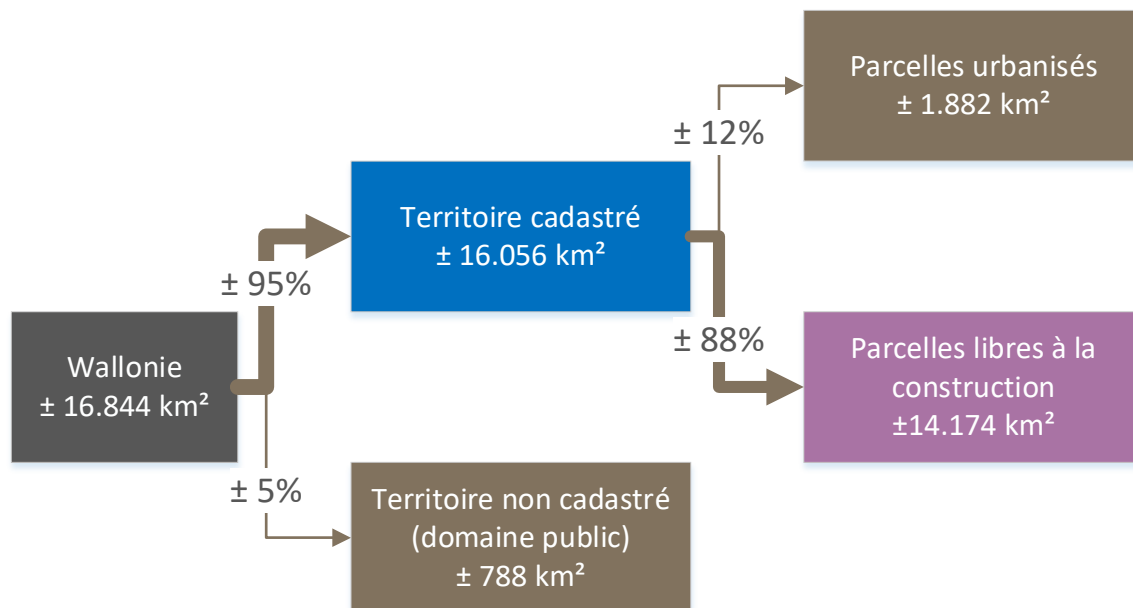 Parcelles urbanisés
± 1.882 km²
± 12%
Territoire cadastré
± 16.056 km²
± 95%
± 88%
Wallonie
± 16.844 km²
Parcelles libres à la
construction
±14.174 km²
± 5%
Territoire non cadastré
(domaine public)
± 788 km²